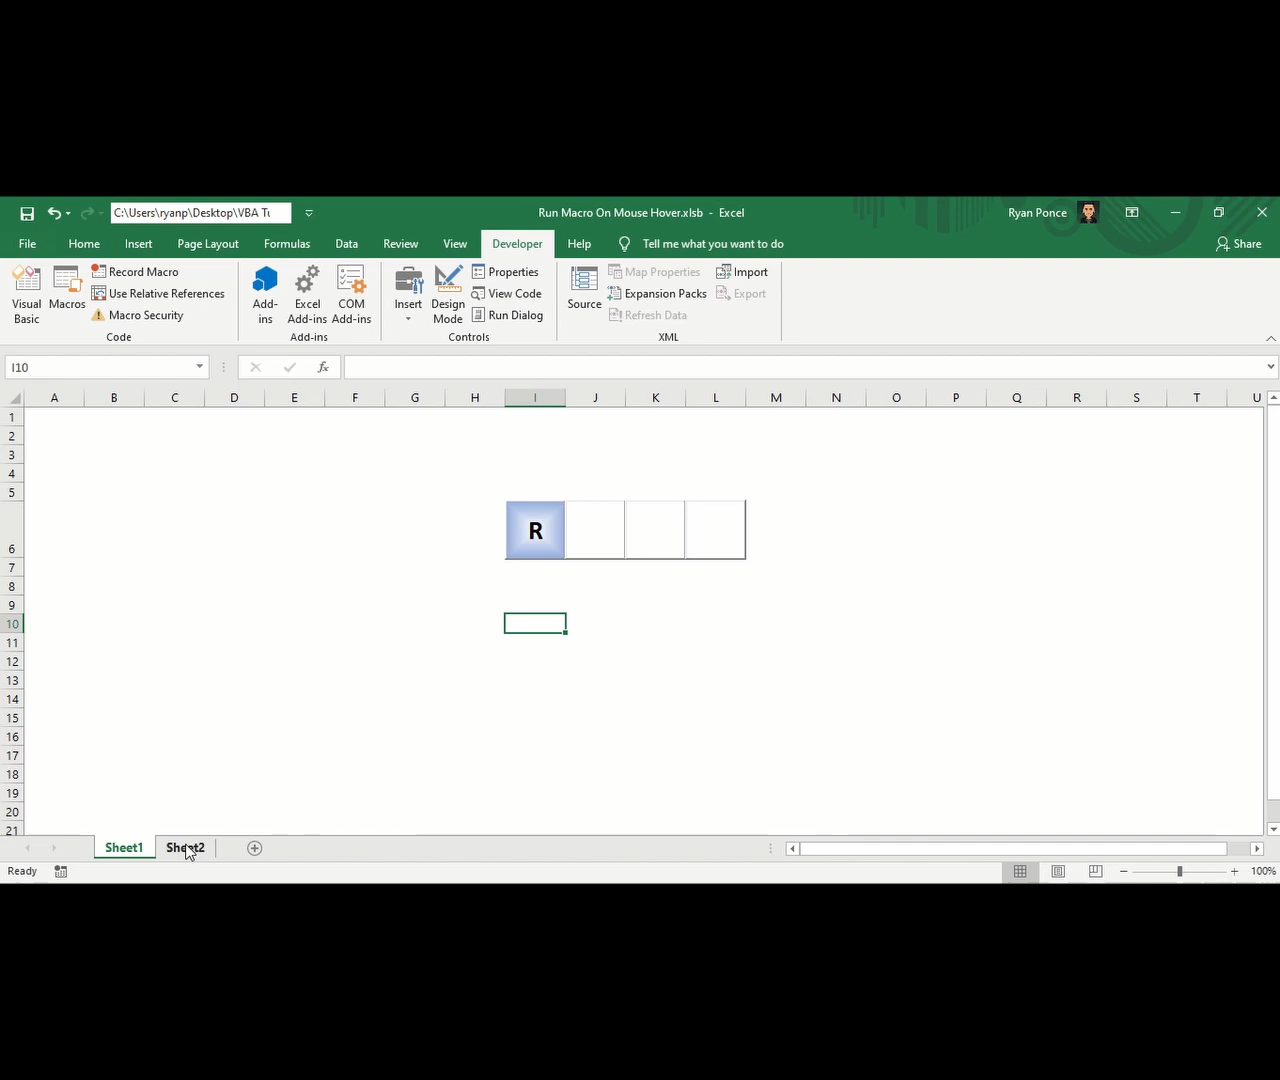 C:\Users\ryanp\Desktop\VBA Tu
Run Macro On Mouse Hover.xlsb - Excel
Ryan Ponce
File Home Insert Page Layout Formulas Data Review View Developer Help Tell me what you want to do Share
Visual Basic
Macros
Record Macro
Use Relative References
Macro Security
Code
Add-ins
Excel Add-ins
COM Add-ins
Add-ins
Insert
Design Mode
Properties
View Code
Run Dialog
Controls
Source
Map Properties
Expansion Packs
Refresh Data
Import
Export
XML
I10
fx
A B C D E F G H I J K L M N O P Q R S T U
1
2
3
4
5
6
R
7
8
9
10
11
12
13
14
15
16
17
18
19
20
21
Sheet1 Sheet2
Ready
100%